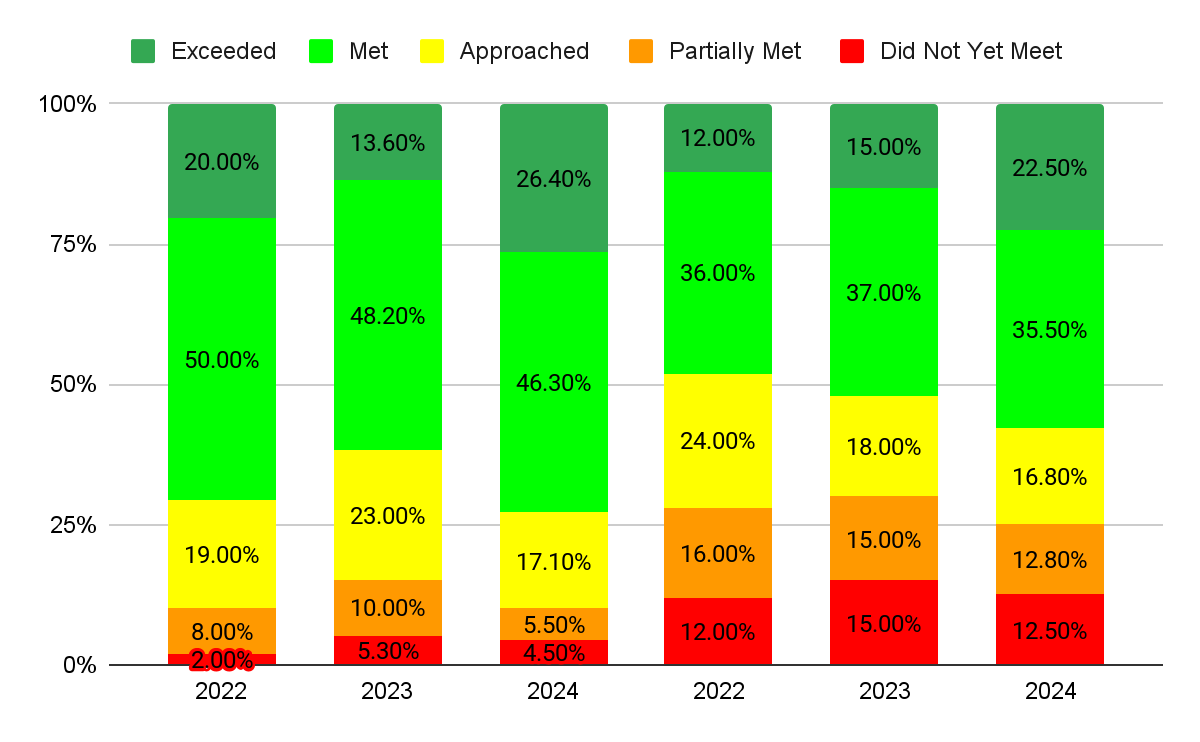 Exceeded Met Approached Partially Met Did Not Yet Meet
100%
75%
50%
25%
0%
20.00% 13.60% 26.40% 12.00% 15.00% 22.50%
50.00% 48.20% 46.30% 36.00% 37.00% 35.50%
19.00% 23.00% 17.10% 24.00% 18.00% 16.80%
8.00% 10.00% 5.50% 16.00% 15.00% 12.80%
2.00% 5.30% 4.50% 12.00% 15.00% 12.50%
2022 2023 2024 2022 2023 2024